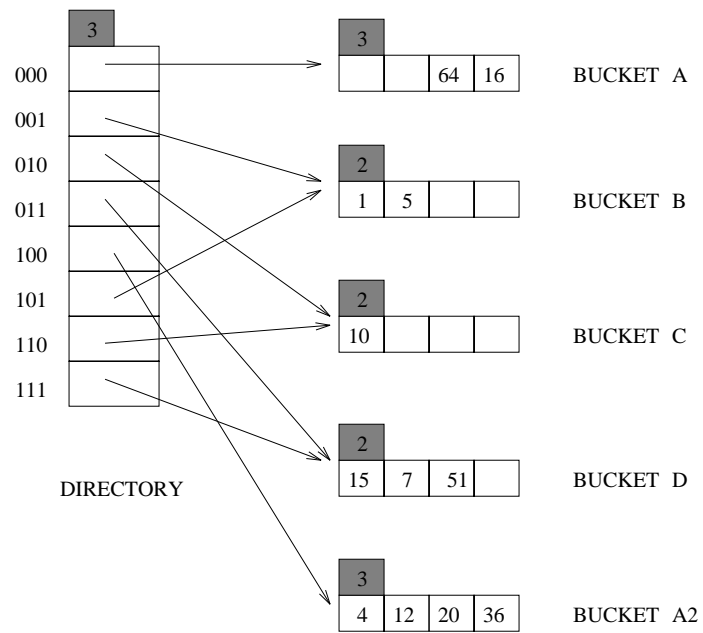 3
000
001
010
011
100
101
110
111
DIRECTORY
3
64 16
BUCKET A
2
1 5
BUCKET B
2
10
BUCKET C
2
15 7 51
BUCKET D
3
4 12 20 36
BUCKET A2